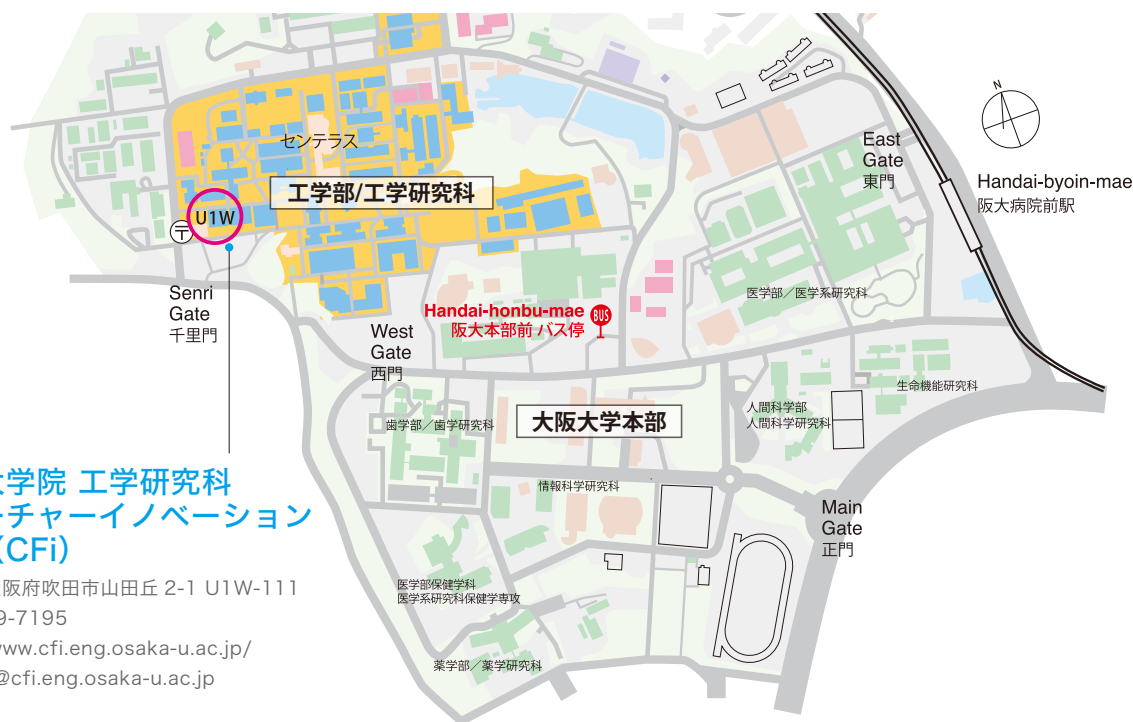 センテラス
工学部/工学研究科
U1W
〒
Senri
Gate
千里門
West
Gate
西門
Handai-honbu-mae
阪大本部前 バス停
BUS
East
Gate
東門
N
Handai-byoin-mae
阪大病院前駅
医学部／医学系研究科
生命機能研究科
人間科学部
人間科学研究科
歯学部／歯学研究科
大阪大学本部
情報科学研究科
Main
Gate
正門
医学部保健学科
医学系研究科保健学専攻
薬学部／薬学研究科
大学院 工学研究科
ーチャーイノベーション
（CFi）
阪府吹田市山田丘 2-1 U1W-111
9-7195
www.cfi.eng.osaka-u.ac.jp/
@cfi.eng.osaka-u.ac.jp